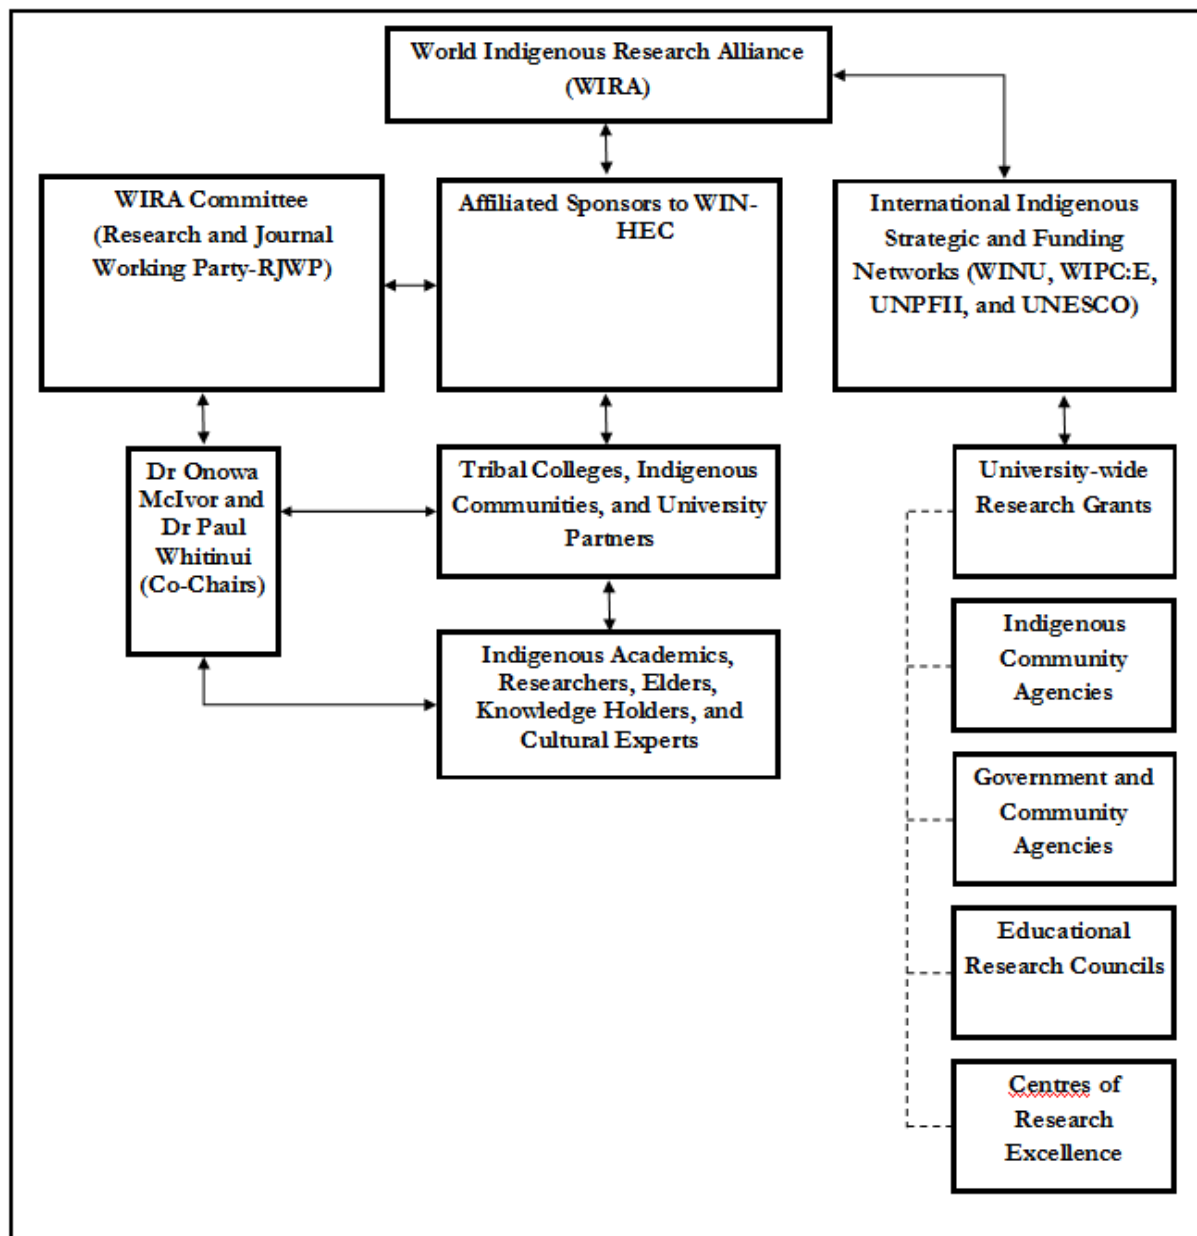 World Indigenous Research Alliance
(WIRA)
WIRA Committee
(Research and Journal
Working Party-RJWP)
Affiliated Sponsors to WIN-
HEC
International Indigenous
Strategic and Funding
Networks (WINU, WIPC:E,
UNPFII, and UNESCO)
Dr Onowa
McIvor and
Dr Paul
Whitinui
(Co-Chairs)
Tribal Colleges, Indigenous
Communities, and University
Partners
University-wide
Research Grants
Indigenous Academics,
Researchers, Elders,
Knowledge Holders, and
Cultural Experts
Indigenous
Community
Agencies
Government and
Community
Agencies
Educational
Research Councils
Centres of
Research
Excellence